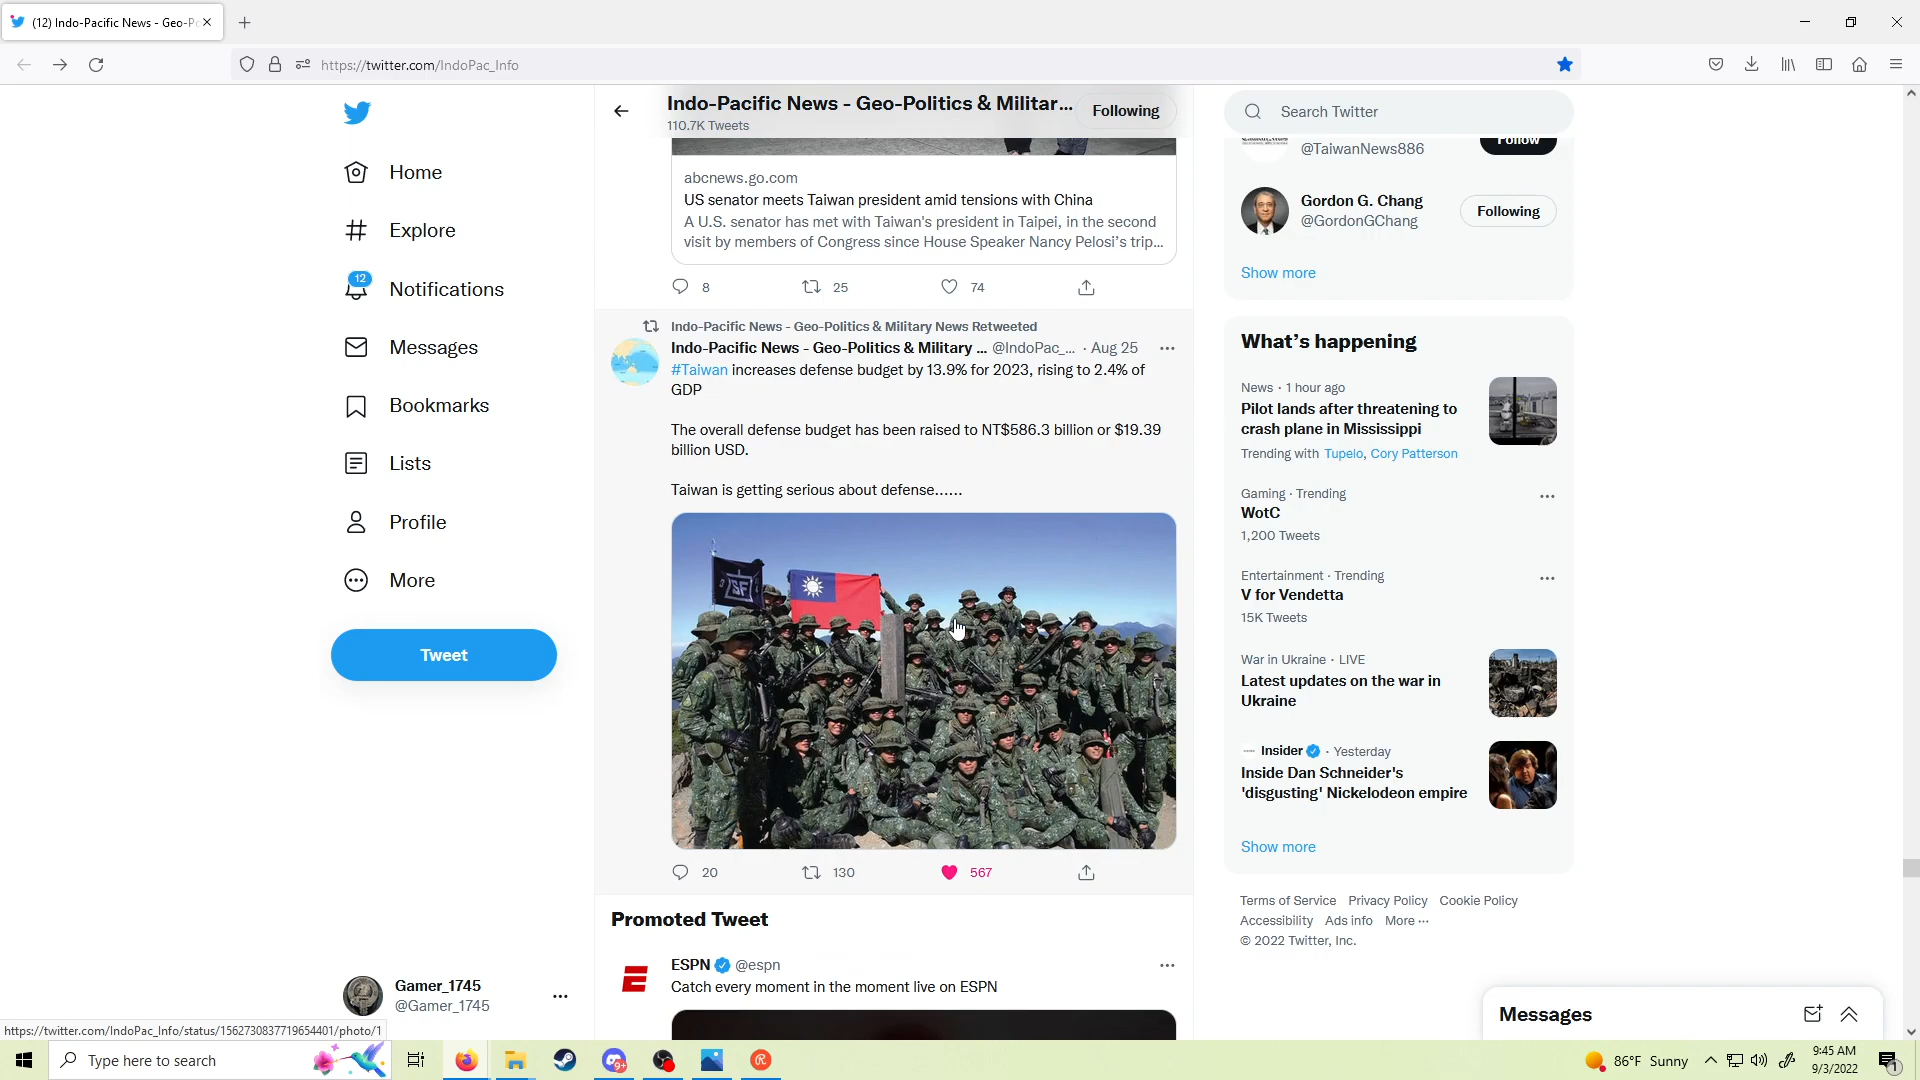 (12) Indo-Pacific News - Geo-P
https://twitter.com/IndoPac_Info
Home
Explore
12
Notifications
Messages
Bookmarks
Lists
Profile
More
Tweet
Gamer_1745
@Gamer_1745
https://twitter.com/IndoPac_Info/status/1562730837719654401/photo/1
Indo-Pacific News - Geo-Politics & Militar...
110.7K Tweets
Following
abcnews.go.com
US senator meets Taiwan president amid tensions with China
A U.S. senator has met with Taiwan's president in Taipei, in the second
visit by members of Congress since House Speaker Nancy Pelosi's trip...
8 25 74
Indo-Pacific News - Geo-Politics & Military News Retweeted
Indo-Pacific News - Geo-Politics & Military ... @IndoPac_... · Aug 25
#Taiwan increases defense budget by 13.9% for 2023, rising to 2.4% of
GDP
The overall defense budget has been raised to NT$586.3 billion or $19.39
billion USD.
Taiwan is getting serious about defense......
SF
20 130 567
Promoted Tweet
ESPN @espn
Catch every moment in the moment live on ESPN
Search Twitter
@TaiwanNews886
Follow
Gordon G. Chang
@GordonGChang
Following
Show more
What's happening
News · 1 hour ago
Pilot lands after threatening to
crash plane in Mississippi
Trending with Tupelo, Cory Patterson
Gaming · Trending
WotC
1,200 Tweets
Entertainment · Trending
V for Vendetta
15K Tweets
War in Ukraine · LIVE
Latest updates on the war in
Ukraine
Insider · Yesterday
Inside Dan Schneider's
'disgusting' Nickelodeon empire
Show more
Terms of Service Privacy Policy Cookie Policy
Accessibility Ads info More ···
© 2022 Twitter, Inc.
Messages
Type here to search
9+
86°F Sunny
9:45 AM
9/3/2022
1